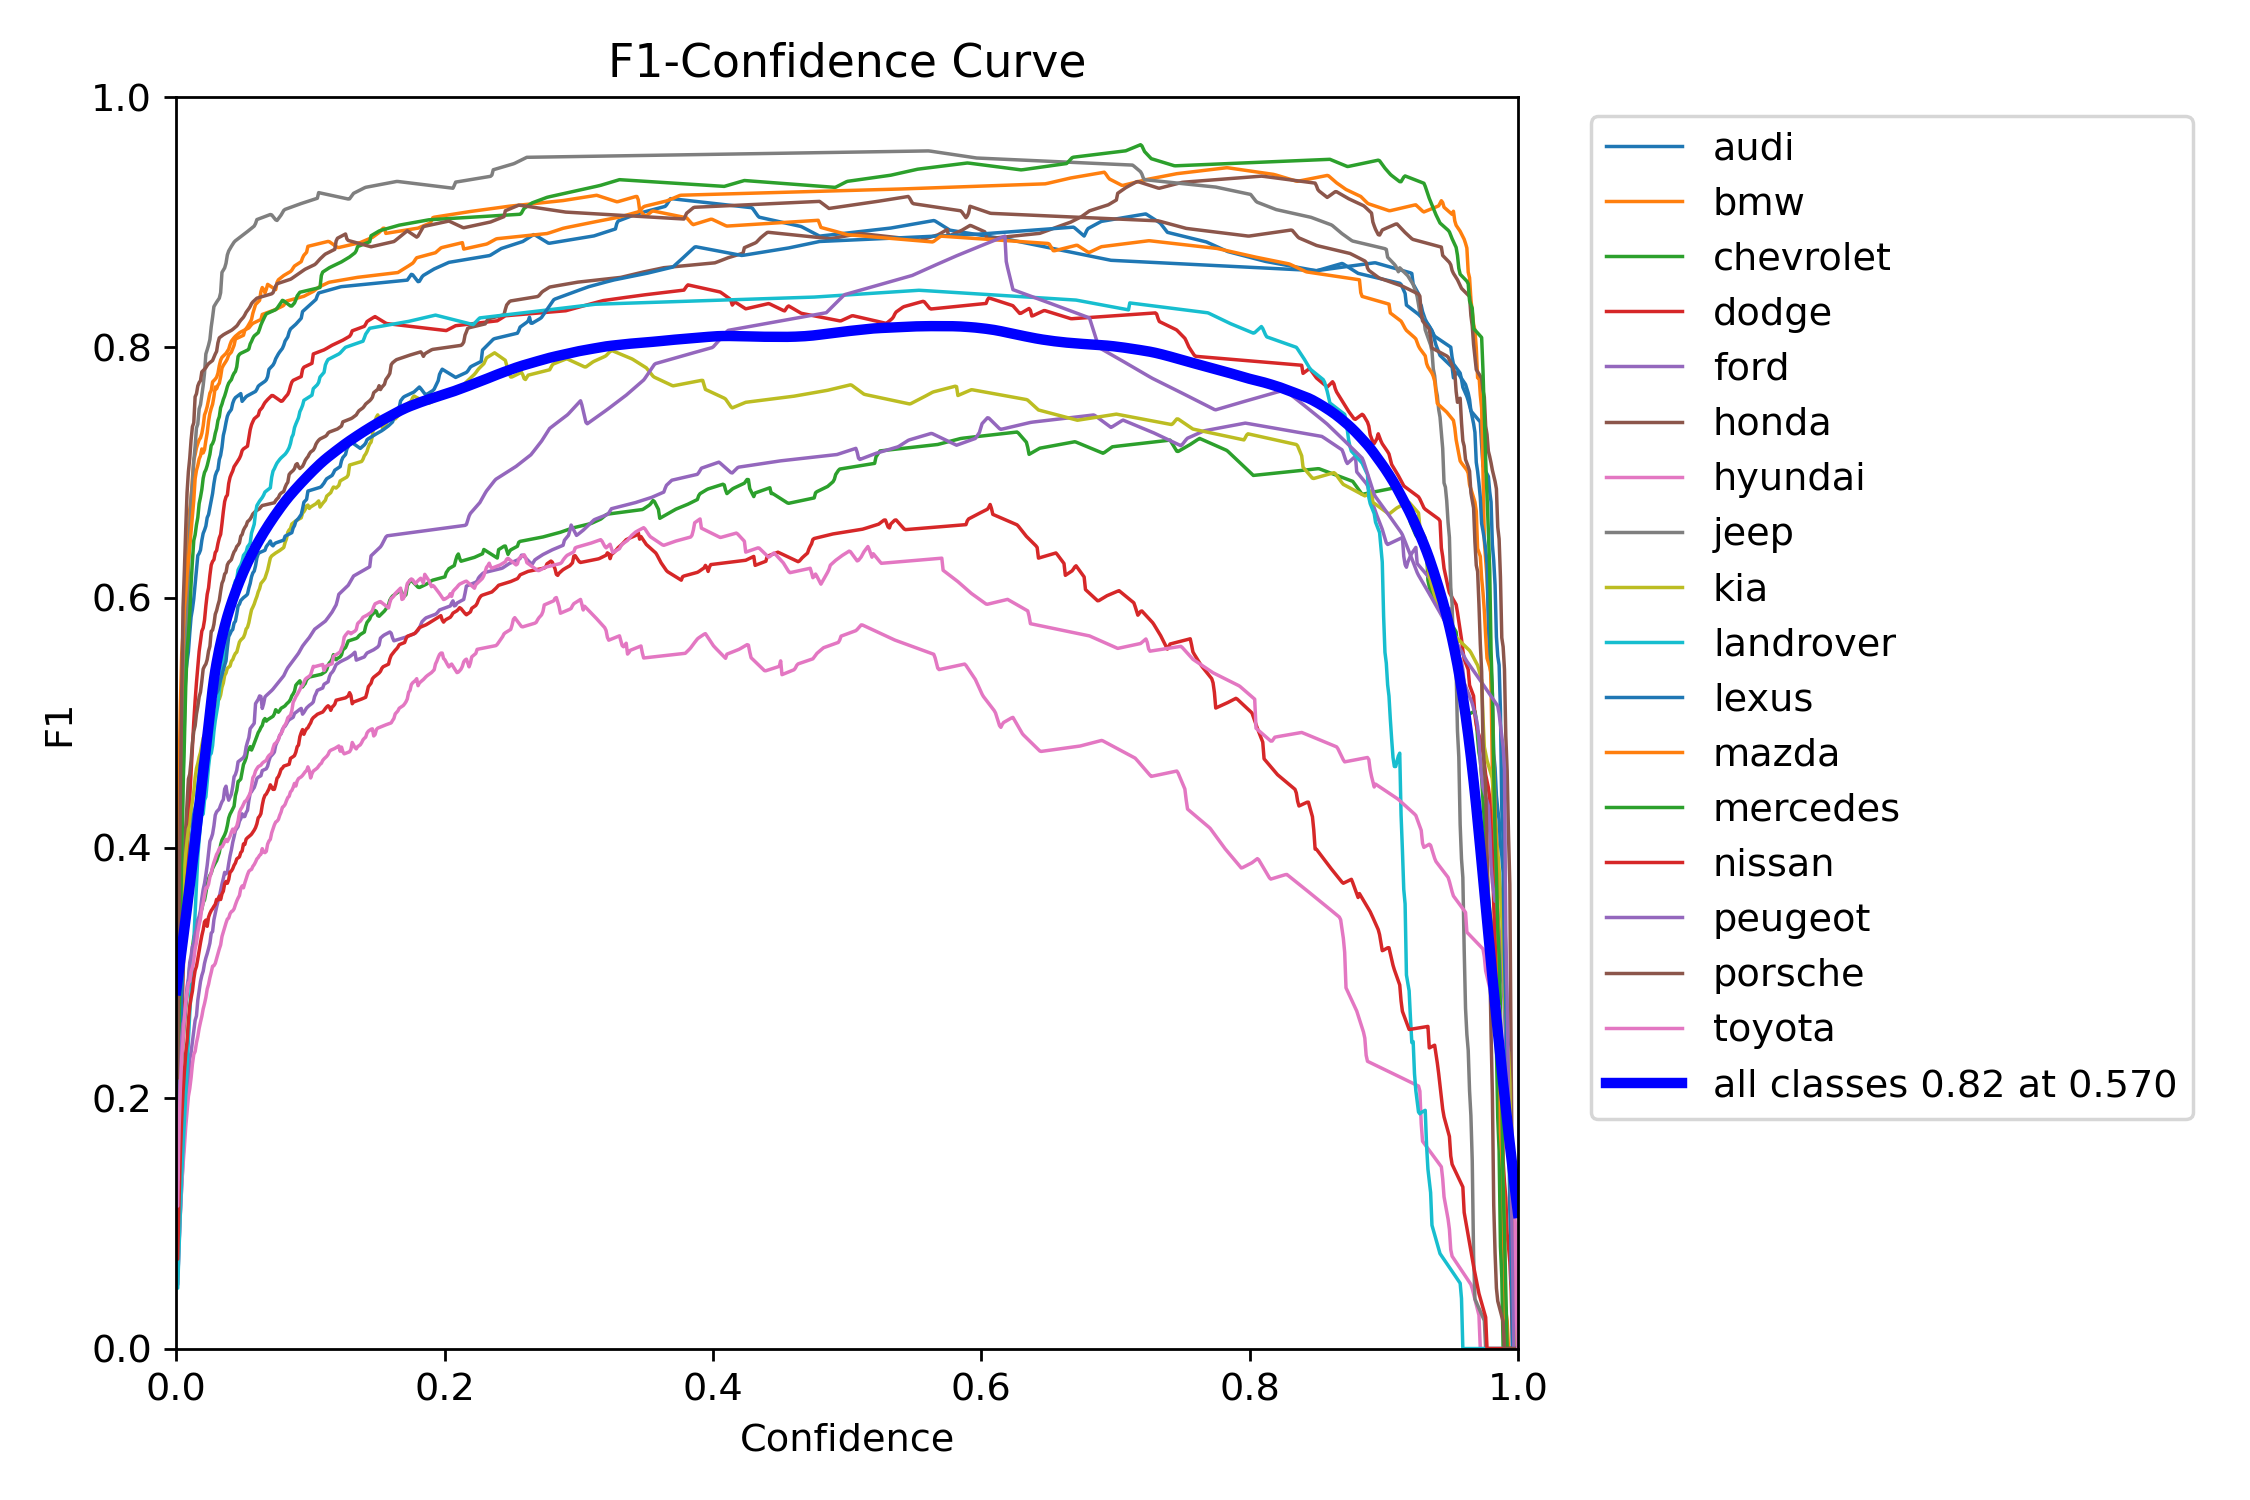 F1-Confidence Curve
1.0
0.8
0.6
0.4
0.2
0.0
F1
0.0 0.2 0.4 0.6 0.8 1.0
Confidence
audi
bmw
chevrolet
dodge
ford
honda
hyundai
jeep
kia
landrover
lexus
mazda
mercedes
nissan
peugeot
porsche
toyota
all classes 0.82 at 0.570